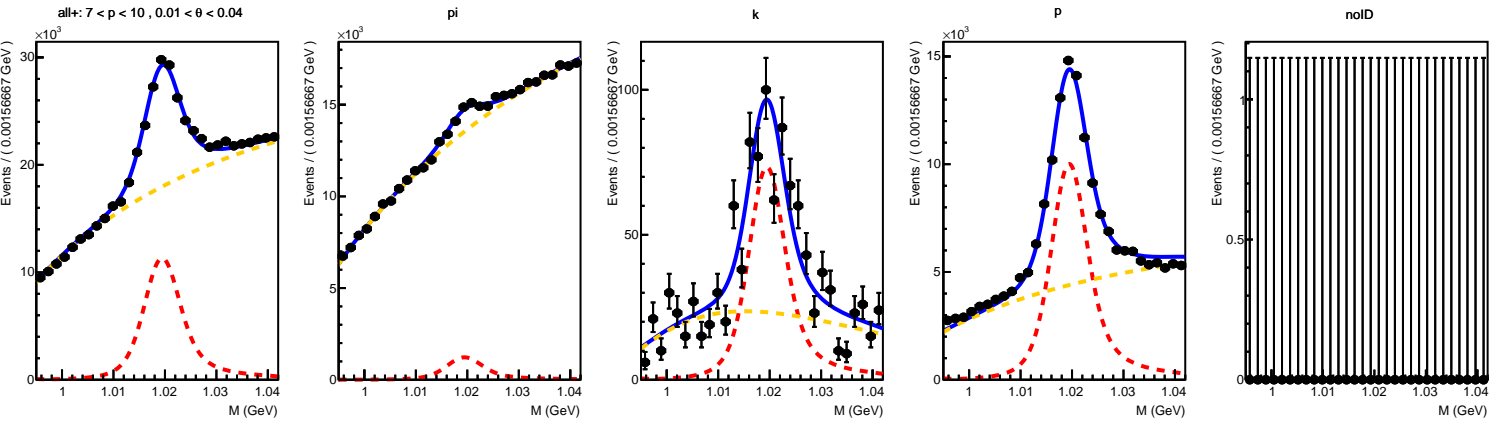 all+: 7 < p < 10 , 0.01 < θ < 0.04
×10³
Events / ( 0.00156667 GeV )
30
20
10
0
1 1.01 1.02 1.03 1.04
M (GeV)
pi
×10³
Events / ( 0.00156667 GeV )
15
10
5
0
1 1.01 1.02 1.03 1.04
M (GeV)
k
Events / ( 0.00156667 GeV )
100
50
0
1 1.01 1.02 1.03 1.04
M (GeV)
p
×10³
Events / ( 0.00156667 GeV )
15
10
5
0
1 1.01 1.02 1.03 1.04
M (GeV)
noID
Events / ( 0.00156667 GeV )
1
0.5
0
1 1.01 1.02 1.03 1.04
M (GeV)